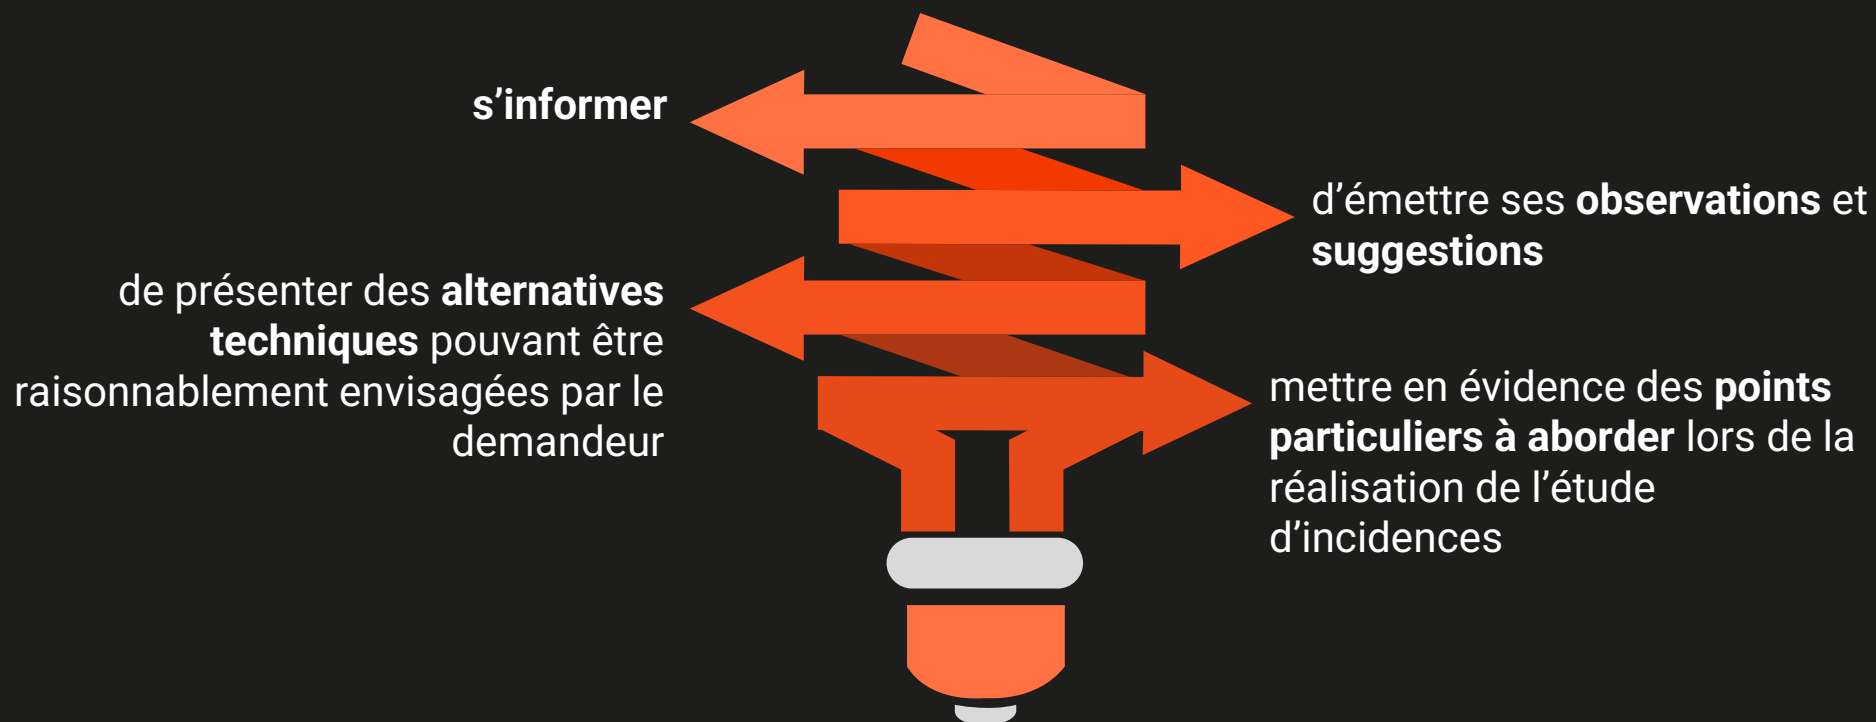 s’informer
d’émettre ses observations et
suggestions
de présenter des alternatives
techniques pouvant être
raisonnablement envisagées par le
demandeur
mettre en évidence des points
particuliers à aborder lors de la
réalisation de l’étude
d’incidences